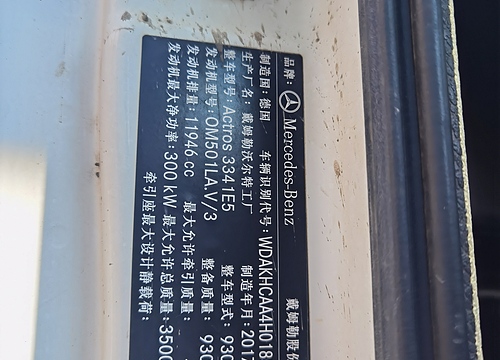 品牌: Mercedes-Benz 戴姆勒股份
制造国: 德国 车辆识别代号: WDAKHCAA4H018
生产厂名: 戴姆勒沃尔特工厂 制造年月: 201
整车型号: Actros 3341E5 整车型式: 930
发动机型号: OM501LA.V/3 整备质量: 930
发动机排量: 11946.cc 最大允许牵引质量:
发动机最大净功率: 300 kW 最大允许总质量: 3500
牵引座最大设计静载荷: